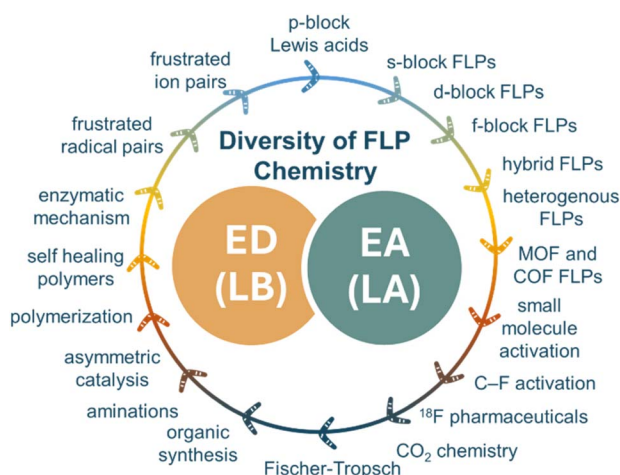 p-block
Lewis acids
s-block FLPs
d-block FLPs
f-block FLPs
hybrid FLPs
heterogenous
FLPs
MOF and
COF FLPs
small
molecule
activation
C–F activation
¹⁸F pharmaceuticals
CO₂ chemistry
Fischer-Tropsch
organic
synthesis
aminations
asymmetric
catalysis
polymerization
self healing
polymers
enzymatic
mechanism
frustrated
radical pairs
frustrated
ion pairs
Diversity of FLP
Chemistry
ED
(LB)
EA
(LA)